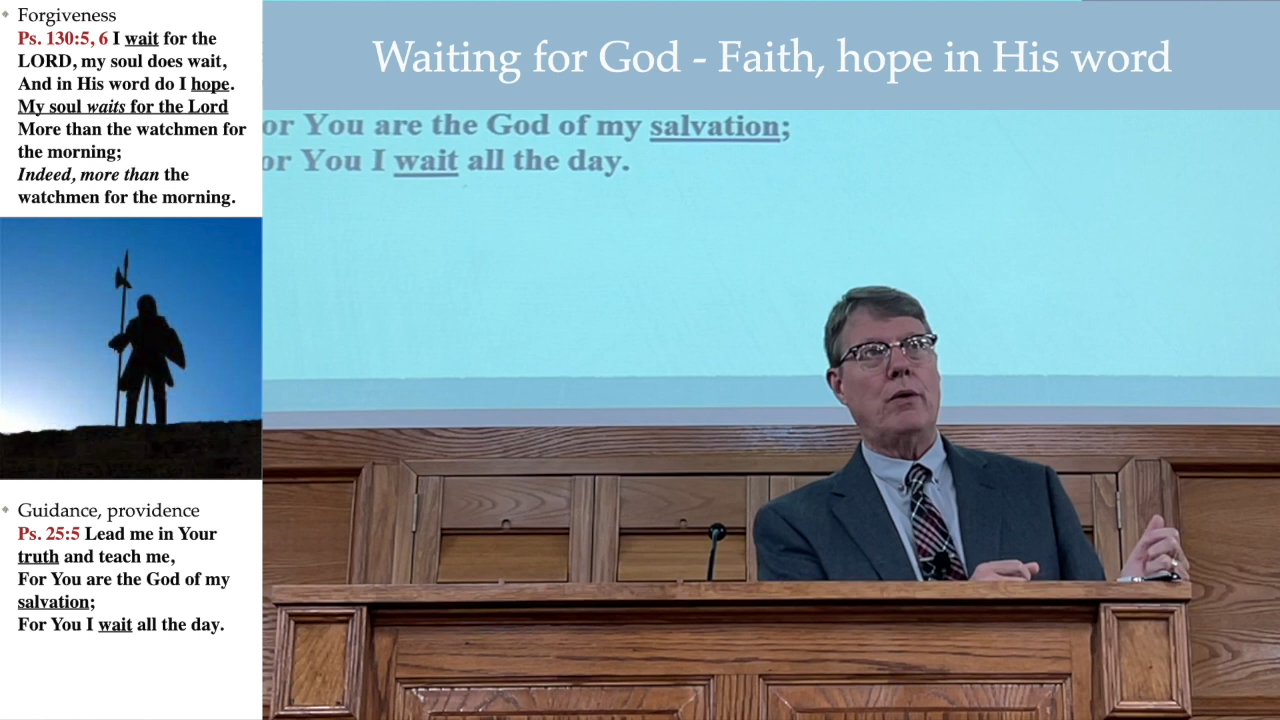 Forgiveness
Ps. 130:5, 6 I wait for the
LORD, my soul does wait,
And in His word do I hope.
My soul waits for the Lord
More than the watchmen for
the morning;
Indeed, more than the
watchmen for the morning.
Guidance, providence
Ps. 25:5 Lead me in Your
truth and teach me,
For You are the God of my
salvation;
For You I wait all the day.
Waiting for God - Faith, hope in His word
or You are the God of my salvation;
or You I wait all the day.